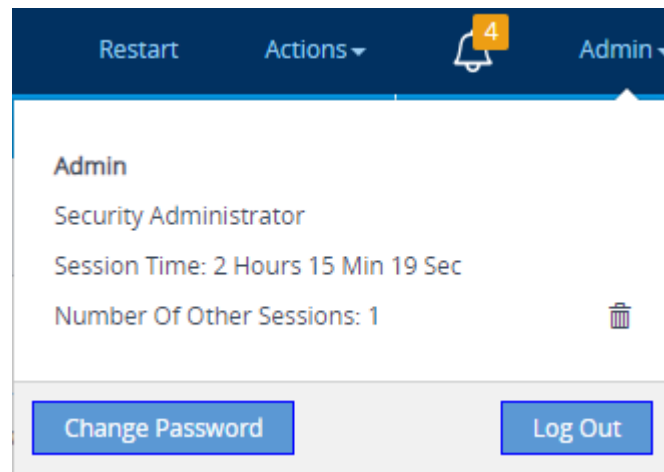 Restart Actions 4 Admin
Admin
Security Administrator
Session Time: 2 Hours 15 Min 19 Sec
Number Of Other Sessions: 1
Change Password Log Out